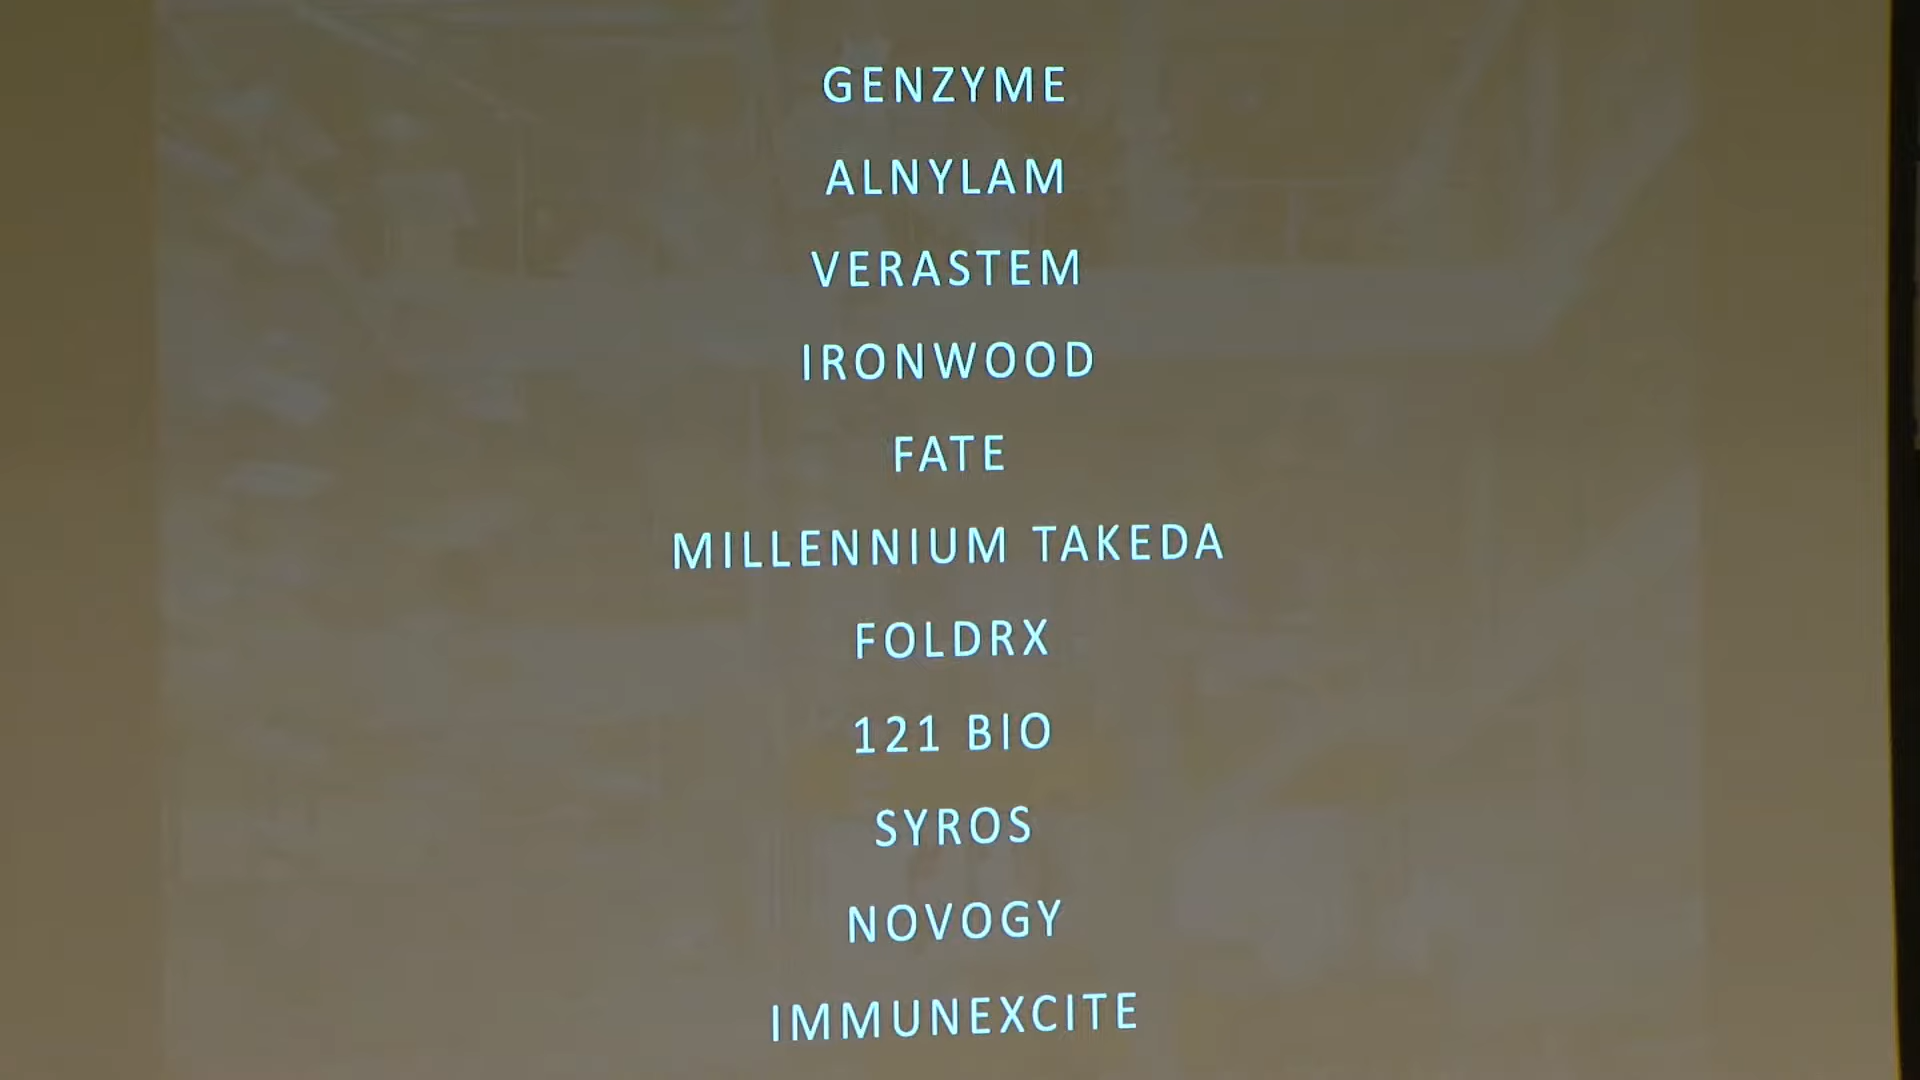 GENZYME
ALNYLAM
VERASTEM
IRONWOOD
FATE
MILLENNIUM TAKEDA
FOLDRX
121 BIO
SYROS
NOVOGY
IMMUNEXCITE